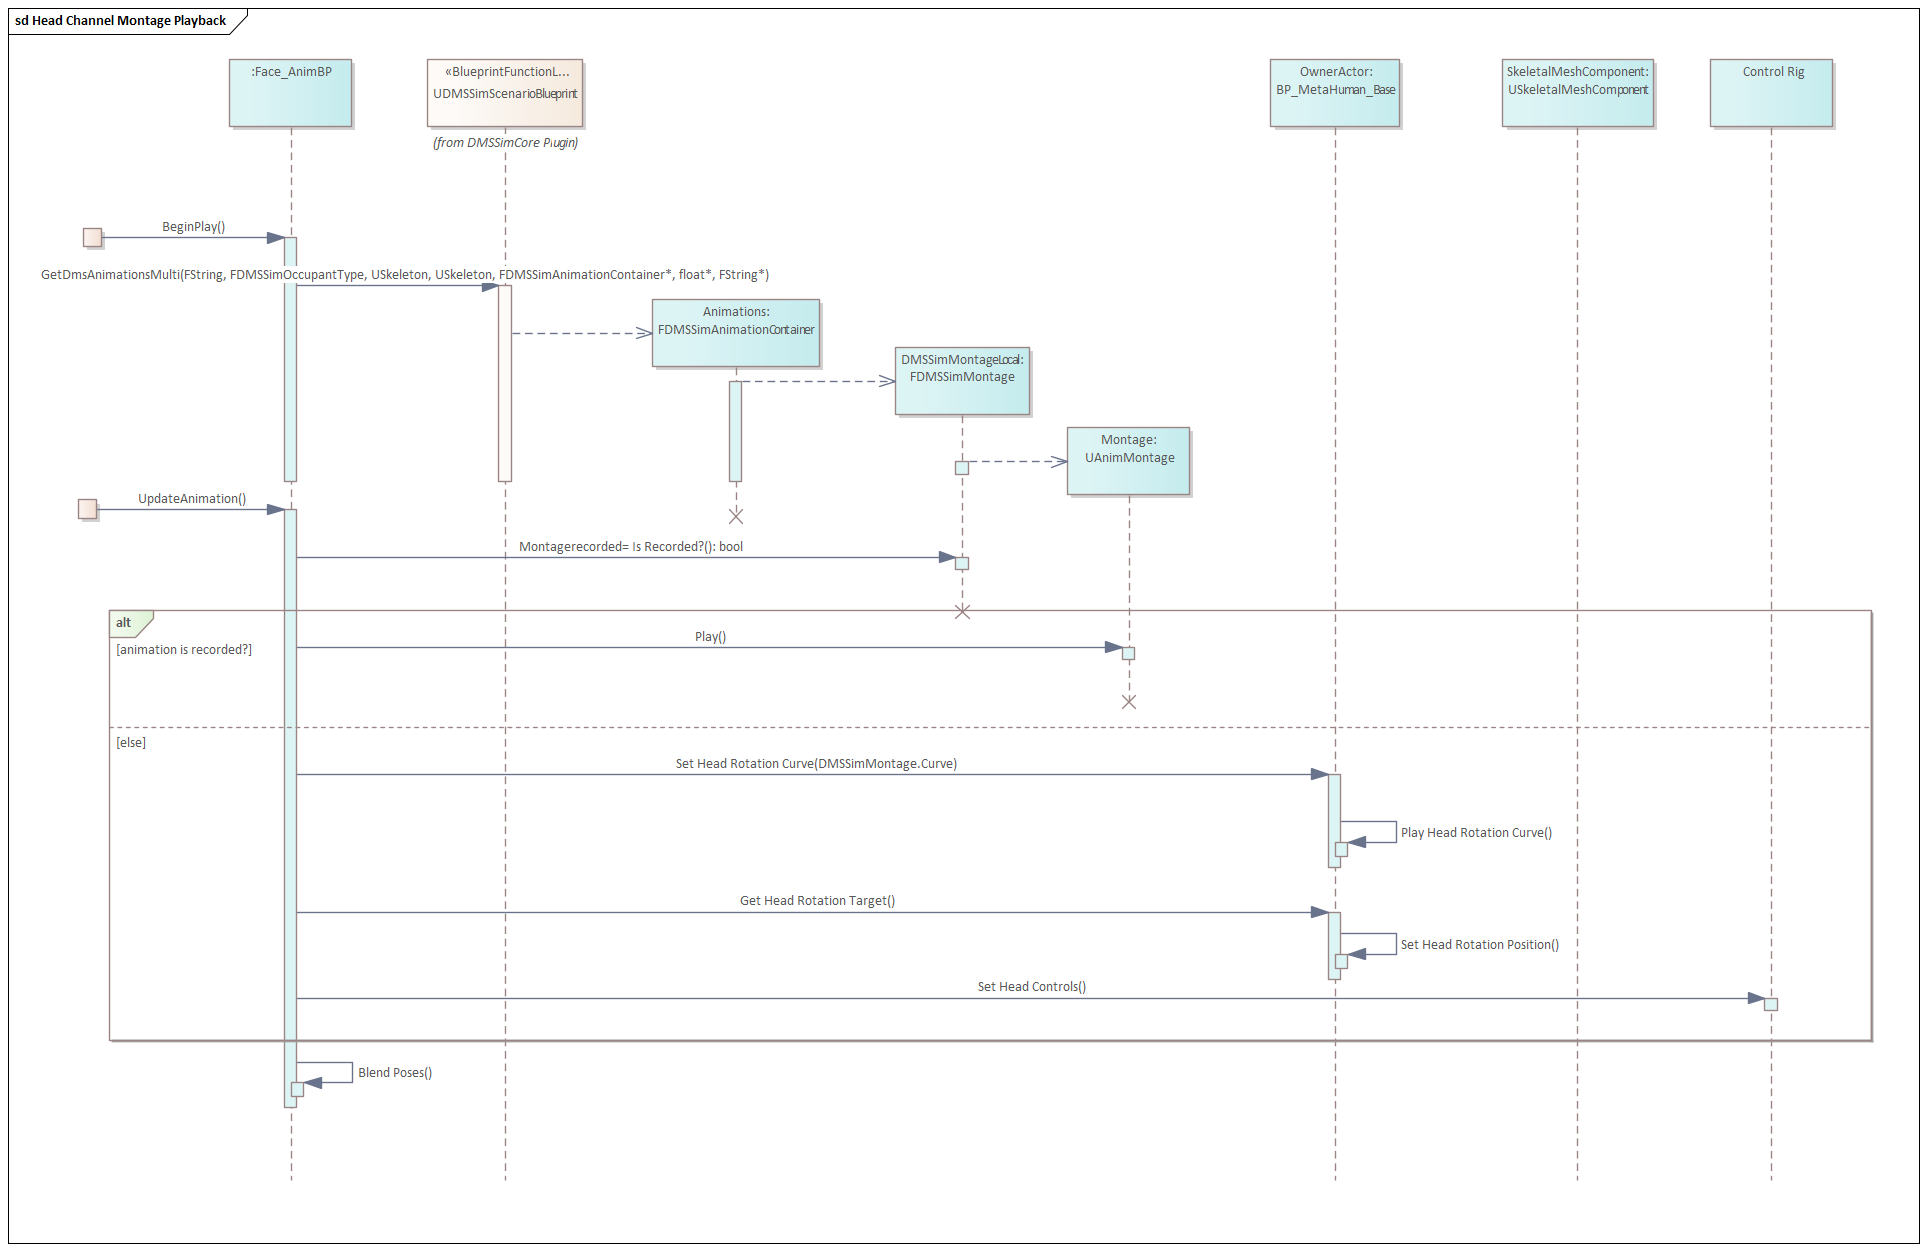 sd Head Channel Montage Playback
:Face_AnimBP
«BlueprintFunctionL...
UDMSSimScenarioBlueprint
(from DMSSimCore Plugin)
OwnerActor:
BP_MetaHuman_Base
SkeletalMeshComponent:
USkeletalMeshComponent
Control Rig
BeginPlay()
GetDmsAnimationsMulti(FString, FDMSSimOccupantType, USkeleton, USkeleton, FDMSSimAnimationContainer*, float*, FString*)
Animations:
FDMSSimAnimationContainer
DMSSimMontageLocal:
FDMSSimMontage
Montage:
UAnimMontage
UpdateAnimation()
Montagerecorded= Is Recorded?(): bool
alt
[animation is recorded?]
Play()
[else]
Set Head Rotation Curve(DMSSimMontage.Curve)
Play Head Rotation Curve()
Get Head Rotation Target()
Set Head Rotation Position()
Set Head Controls()
Blend Poses()